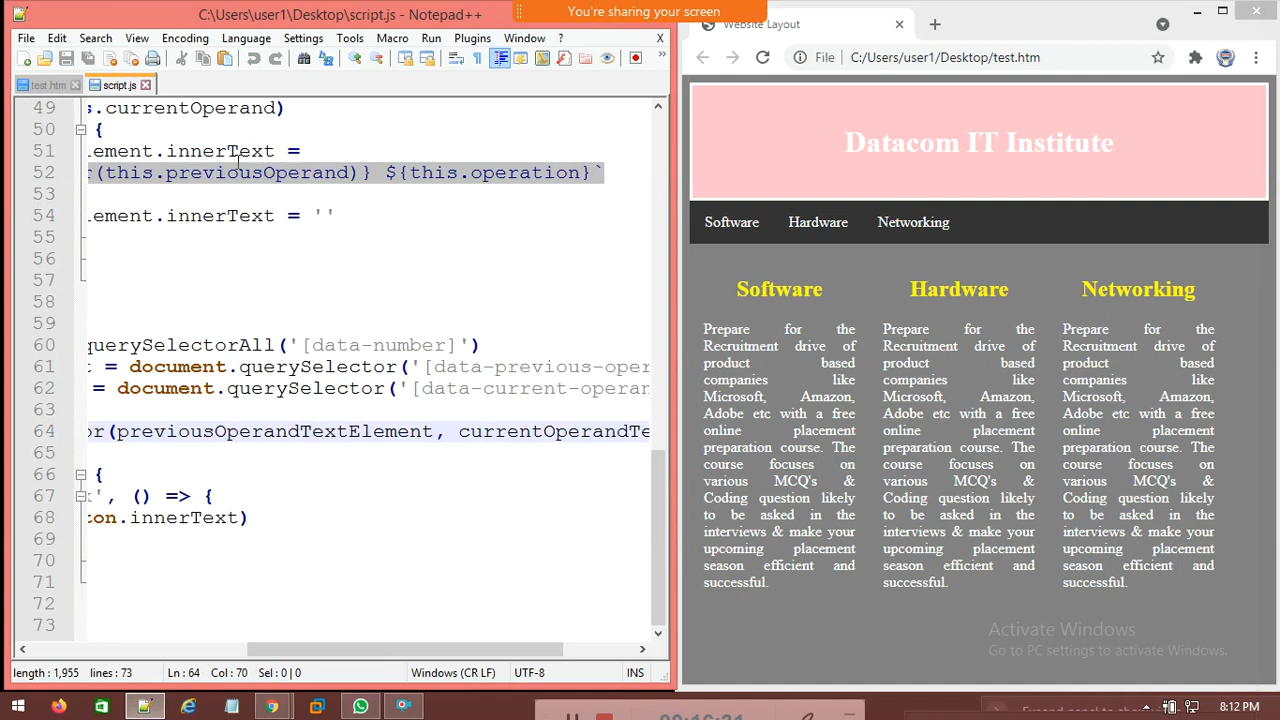 C:\Users\user1\Desktop\script.js - Notepad++
You're sharing your screen
Website Layout
File Edit Search View Encoding Language Settings Tools Macro Run Plugins Window ? X
File C:/Users/user1/Desktop/test.htm
test.htm script.js
49 s.currentOperand)
50 {
51 lement.innerText =
52 r(this.previousOperand)} ${this.operation}`
53
54 lement.innerText = ''
55
56
57
58
59
60 querySelectorAll('[data-number]')
61 t = document.querySelector('[data-previous-oper
62 = document.querySelector('[data-current-operan
63
64 or(previousOperandTextElement, currentOperandTe
65
66 {
67 k', () => {
68 ton.innerText)
69
70
71
72
73
length : 1,955 lines : 73 Ln : 64 Col : 70 Sel : 0 | 0 Windows (CR LF) UTF-8 INS
Datacom IT Institute
Software Hardware Networking
Software
Prepare for the
Recruitment drive of
product based
companies like
Microsoft, Amazon,
Adobe etc with a free
online placement
preparation course. The
course focuses on
various MCQ's &
Coding question likely
to be asked in the
interviews & make your
upcoming placement
season efficient and
successful.
Hardware
Prepare for the
Recruitment drive of
product based
companies like
Microsoft, Amazon,
Adobe etc with a free
online placement
preparation course. The
course focuses on
various MCQ's &
Coding question likely
to be asked in the
interviews & make your
upcoming placement
season efficient and
successful.
Networking
Prepare for the
Recruitment drive of
product based
companies like
Microsoft, Amazon,
Adobe etc with a free
online placement
preparation course. The
course focuses on
various MCQ's &
Coding question likely
to be asked in the
interviews & make your
upcoming placement
season efficient and
successful.
Activate Windows
Go to PC settings to activate Windows.
8:12 PM